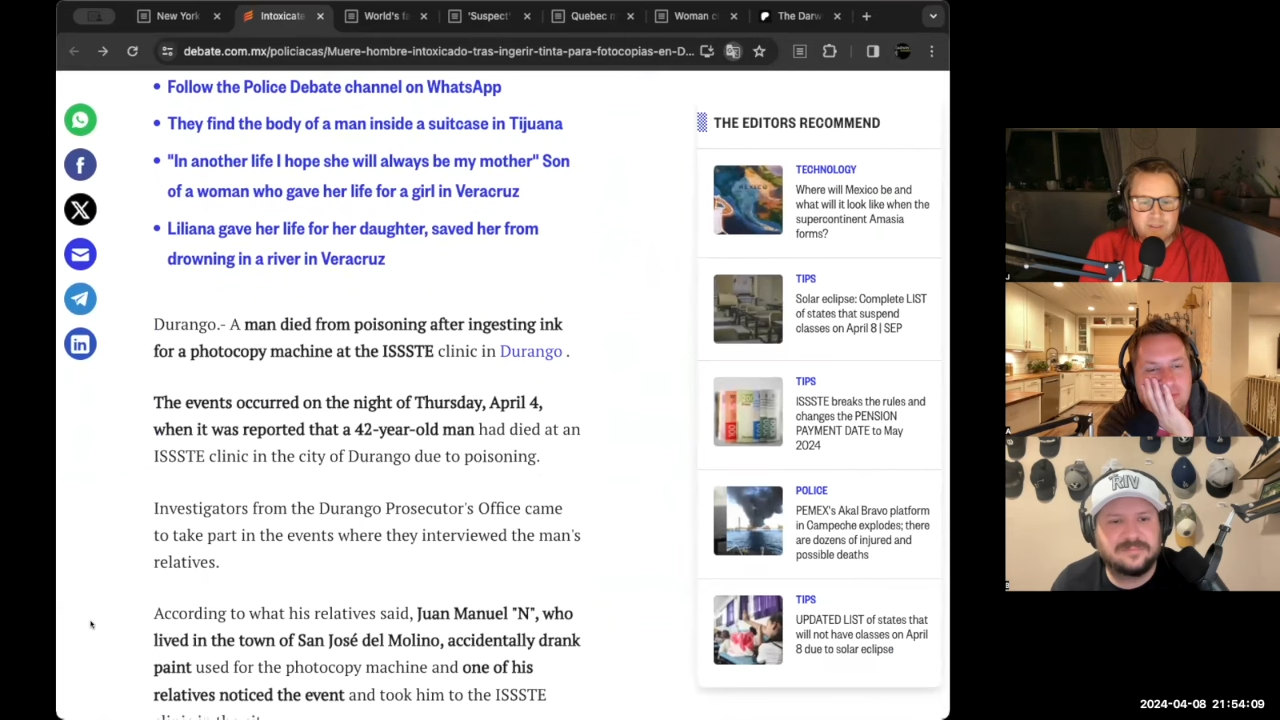 New York
Intoxicate
World's fa
'Suspect'
Quebec n
Woman c
The Darw
debate.com.mx/policiacas/Muere-hombre-intoxicado-tras-ingerir-tinta-para-fotocopias-en-D...
• Follow the Police Debate channel on WhatsApp
• They find the body of a man inside a suitcase in Tijuana
• "In another life I hope she will always be my mother" Son
of a woman who gave her life for a girl in Veracruz
• Liliana gave her life for her daughter, saved her from
drowning in a river in Veracruz
Durango.- A man died from poisoning after ingesting ink
for a photocopy machine at the ISSSTE clinic in Durango .
The events occurred on the night of Thursday, April 4,
when it was reported that a 42-year-old man had died at an
ISSSTE clinic in the city of Durango due to poisoning.
Investigators from the Durango Prosecutor's Office came
to take part in the events where they interviewed the man's
relatives.
According to what his relatives said, Juan Manuel "N", who
lived in the town of San José del Molino, accidentally drank
paint used for the photocopy machine and one of his
relatives noticed the event and took him to the ISSSTE
THE EDITORS RECOMMEND
TECHNOLOGY
Where will Mexico be and
what will it look like when the
supercontinent Amasia
forms?
TIPS
Solar eclipse: Complete LIST
of states that suspend
classes on April 8 | SEP
TIPS
ISSSTE breaks the rules and
changes the PENSION
PAYMENT DATE to May
2024
POLICE
PEMEX's Akal Bravo platform
in Campeche explodes; there
are dozens of injured and
possible deaths
TIPS
UPDATED LIST of states that
will not have classes on April
8 due to solar eclipse
J
A
B
TRIV
2024-04-08 21:54:09